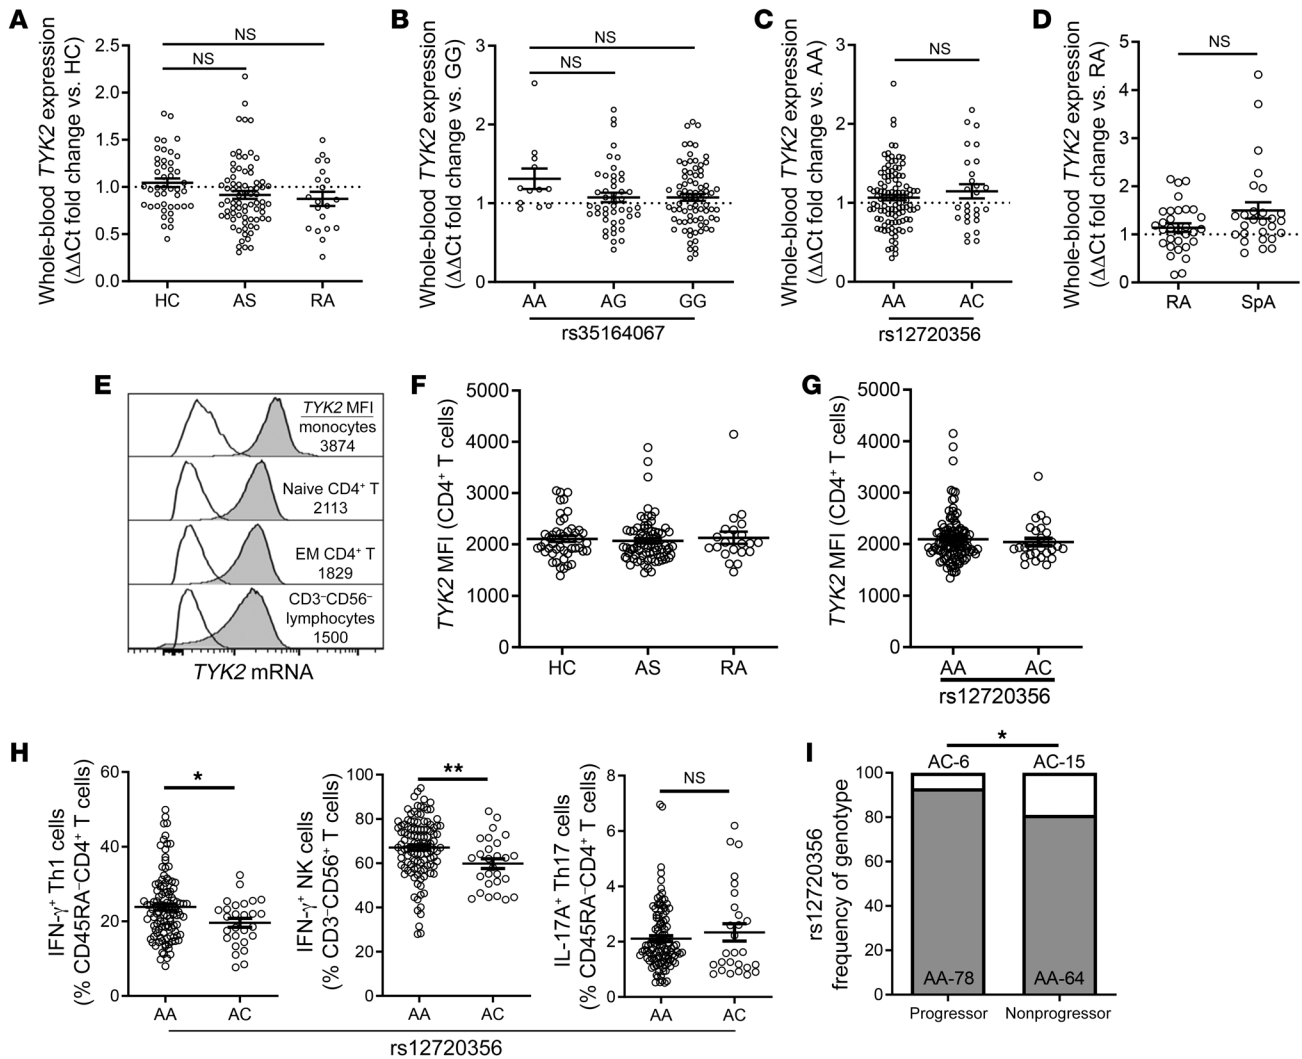 A
Whole-blood TYK2 expression
(ΔΔCt fold change vs. HC)
2.5
2.0
1.5
1.0
0.5
0.0
NS
NS
HC AS RA
B
Whole-blood TYK2 expression
(ΔΔCt fold change vs. GG)
3
2
1
0
NS
NS
AA AG GG
rs35164067
C
Whole-blood TYK2 expression
(ΔΔCt fold change vs. AA)
3
2
1
0
NS
AA AC
rs12720356
D
Whole-blood TYK2 expression
(ΔΔCt fold change vs. RA)
5
4
3
2
1
0
NS
RA SpA
E
TYK2 MFI
monocytes
3874
Naive CD4⁺ T
2113
EM CD4⁺ T
1829
CD3⁻CD56⁻
lymphocytes
1500
TYK2 mRNA
F
TYK2 MFI (CD4⁺ T cells)
5000
4000
3000
2000
1000
0
HC AS RA
G
TYK2 MFI (CD4⁺ T cells)
5000
4000
3000
2000
1000
0
AA AC
rs12720356
H
IFN-γ⁺ Th1 cells
(% CD45RA⁻CD4⁺ T cells)
60
40
20
0
*
AA AC
IFN-γ⁺ NK cells
(% CD3⁻CD56⁺ T cells)
100
80
60
40
20
0
**
AA AC
IL-17A⁺ Th17 cells
(% CD45RA⁻CD4⁺ T cells)
8
6
4
2
0
NS
AA AC
rs12720356
I
rs12720356
frequency of genotype
100
80
60
40
20
0
*
AC-6 AC-15
AA-78 AA-64
Progressor Nonprogressor